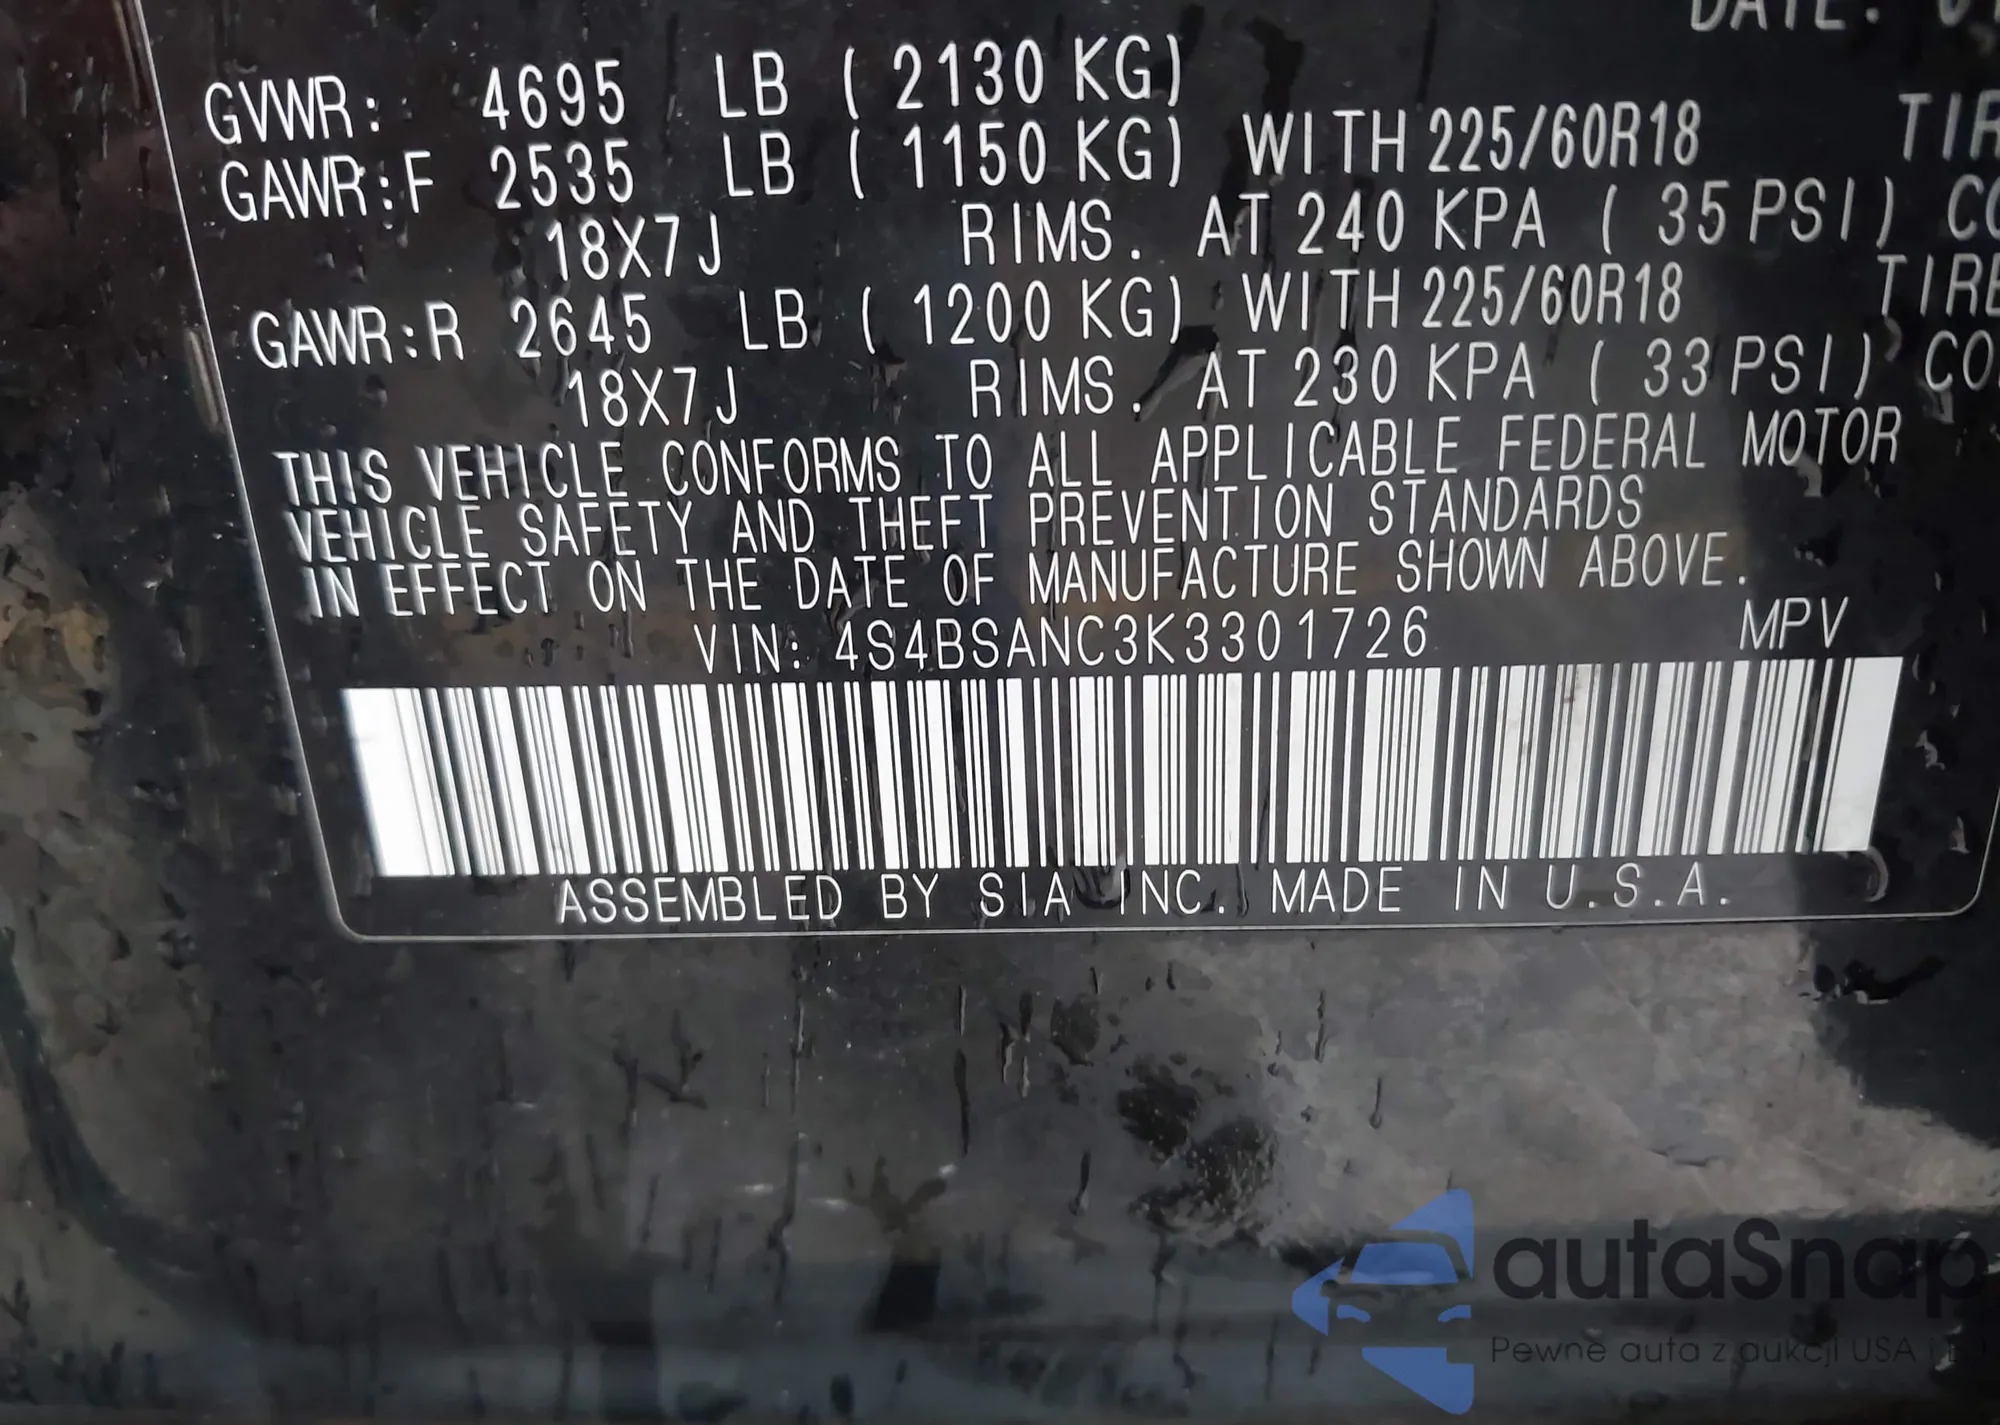 DATE:
GVWR: 4695 LB ( 2130 KG)
GAWR:F 2535 LB ( 1150 KG) WITH 225/60R18
18X7J RIMS. AT 240 KPA ( 35 PSI)
GAWR:R 2645 LB ( 1200 KG) WITH 225/60R18
18X7J RIMS. AT 230 KPA ( 33 PSI)
THIS VEHICLE CONFORMS TO ALL APPLICABLE FEDERAL MOTOR
VEHICLE SAFETY AND THEFT PREVENTION STANDARDS
IN EFFECT ON THE DATE OF MANUFACTURE SHOWN ABOVE.
VIN: 4S4BSANC3K3301726 MPV
ASSEMBLED BY SIA INC. MADE IN U.S.A.
autaSnap
Pewne auta z aukcji USA i